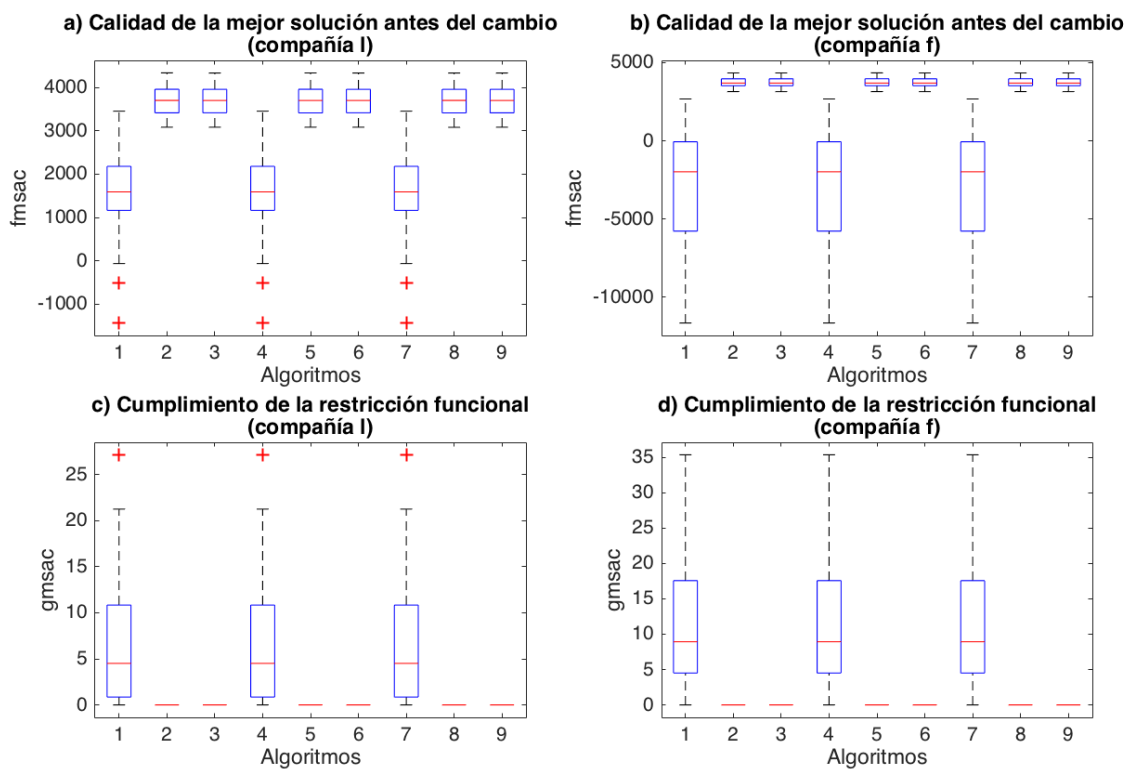 a) Calidad de la mejor solución antes del cambio
(compañía l)
4000
3000
2000
1000
0
-1000
fmsac
1 2 3 4 5 6 7 8 9
Algoritmos
b) Calidad de la mejor solución antes del cambio
(compañía f)
5000
0
-5000
-10000
fmsac
1 2 3 4 5 6 7 8 9
Algoritmos
c) Cumplimiento de la restricción funcional
(compañía l)
25
20
15
10
5
0
gmsac
1 2 3 4 5 6 7 8 9
Algoritmos
d) Cumplimiento de la restricción funcional
(compañía f)
35
30
25
20
15
10
5
0
gmsac
1 2 3 4 5 6 7 8 9
Algoritmos